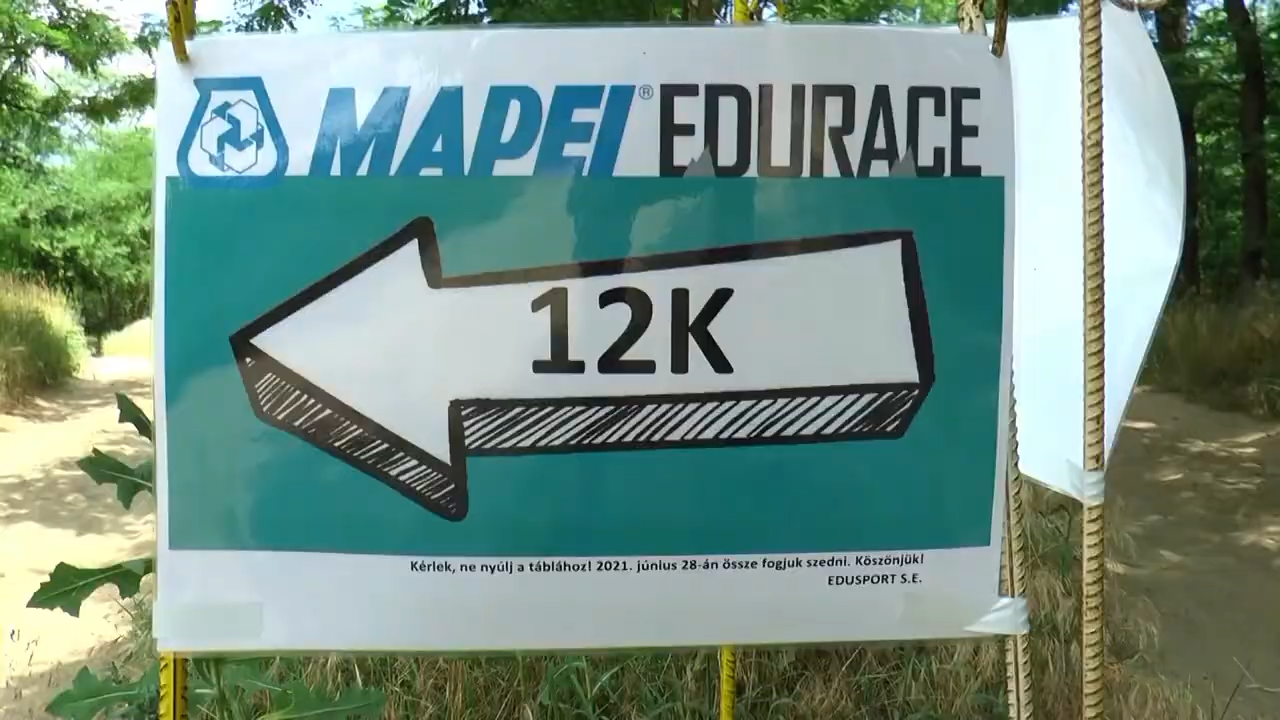 MAPEI® EDURACE
12K
Kérlek, ne nyúlj a táblához! 2021. június 28-án össze fogjuk szedni. Köszönjük!
EDUSPORT S.E.